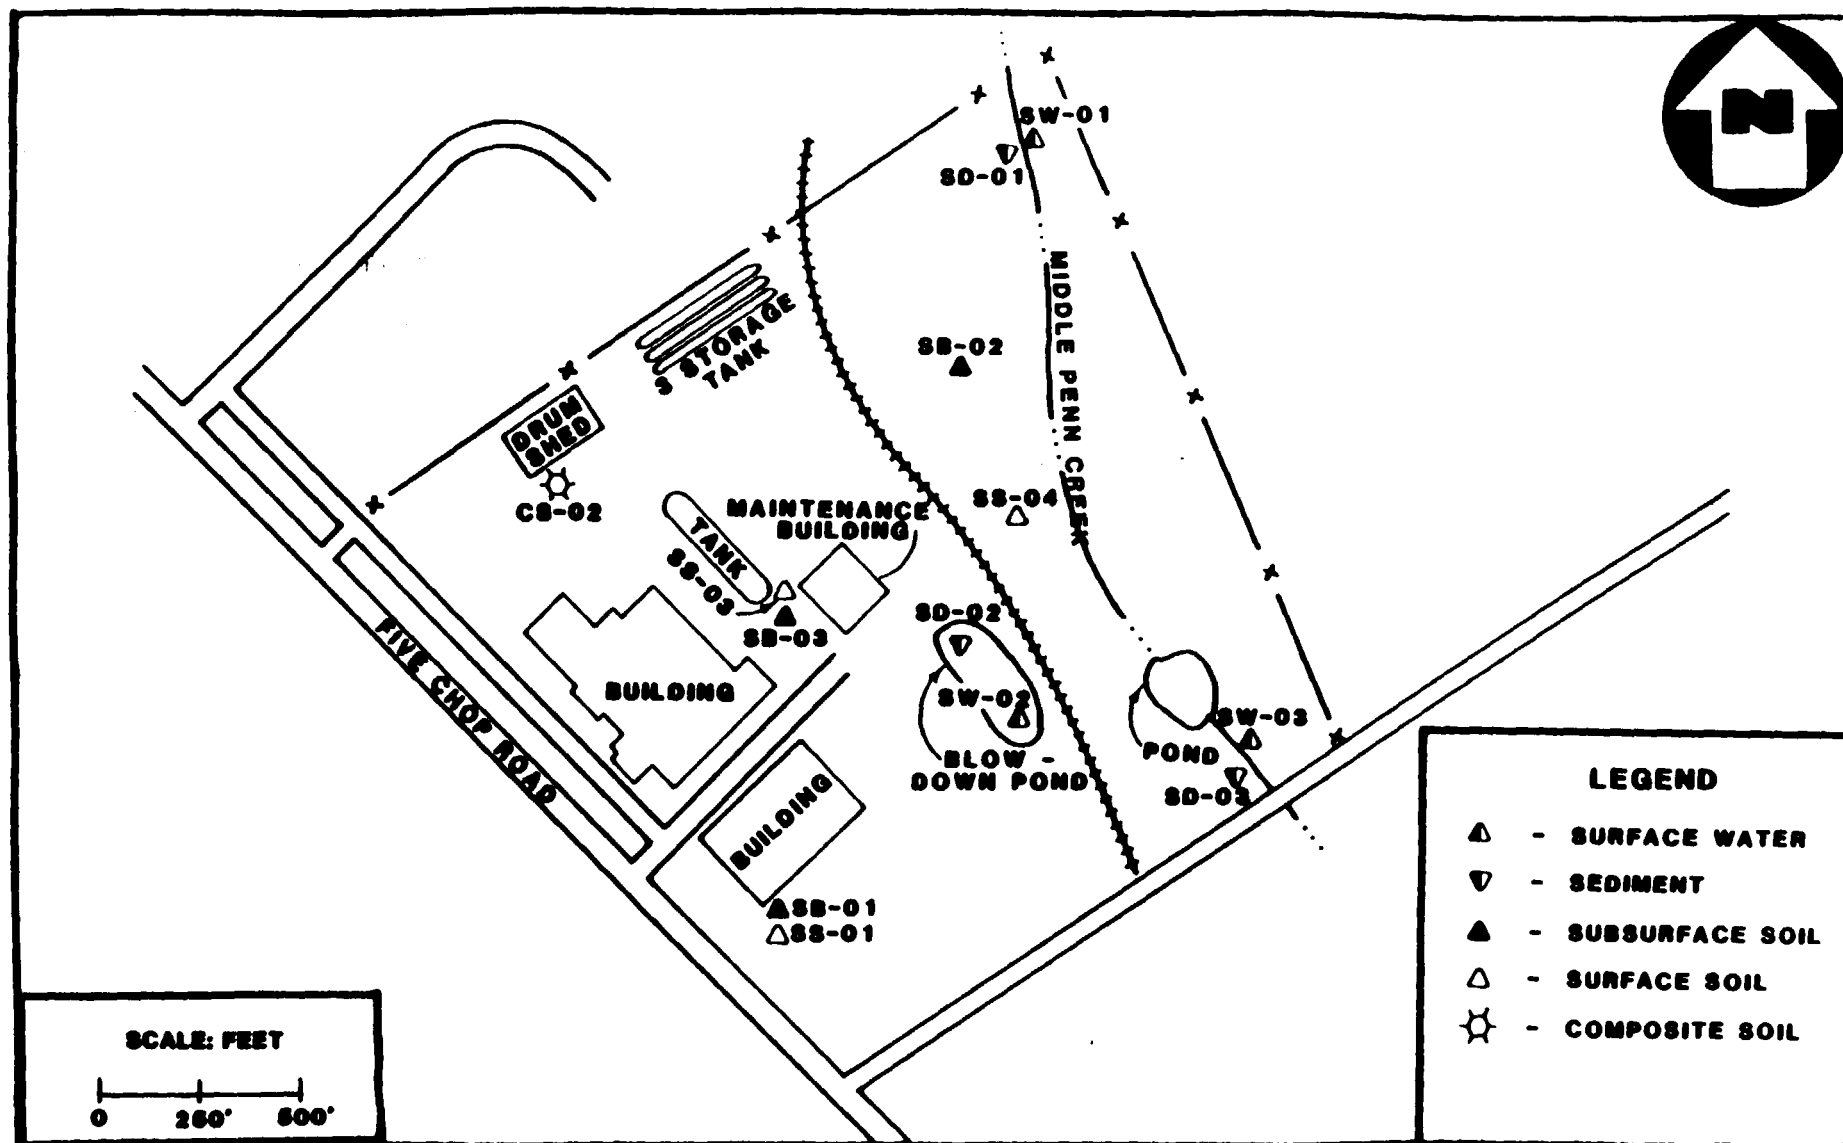 N
SW-01
SD-01
MIDDLE PENN CREEK
3 STORAGE
TANK
SB-02
DRUM
SHED
CS-02
SS-04
MAINTENANCE
BUILDING
TANK
SS-03
SB-03
SD-02
BUILDING
FIVE CHOP ROAD
SW-02
SW-03
BLOW -
DOWN POND
POND
SD-03
BUILDING
SB-01
SS-01
LEGEND
- SURFACE WATER
- SEDIMENT
- SUBSURFACE SOIL
- SURFACE SOIL
- COMPOSITE SOIL
SCALE: FEET
0 250' 500'